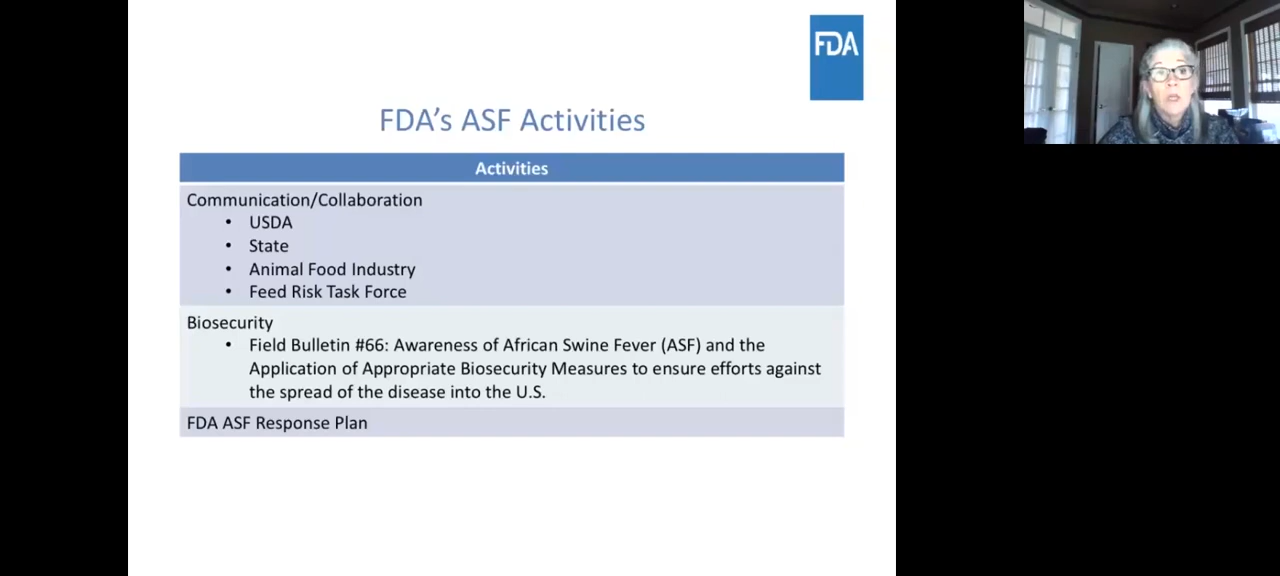 FDA
FDA's ASF Activities
Activities
Communication/Collaboration
• USDA
• State
• Animal Food Industry
• Feed Risk Task Force
Biosecurity
• Field Bulletin #66: Awareness of African Swine Fever (ASF) and the
Application of Appropriate Biosecurity Measures to ensure efforts against
the spread of the disease into the U.S.
FDA ASF Response Plan